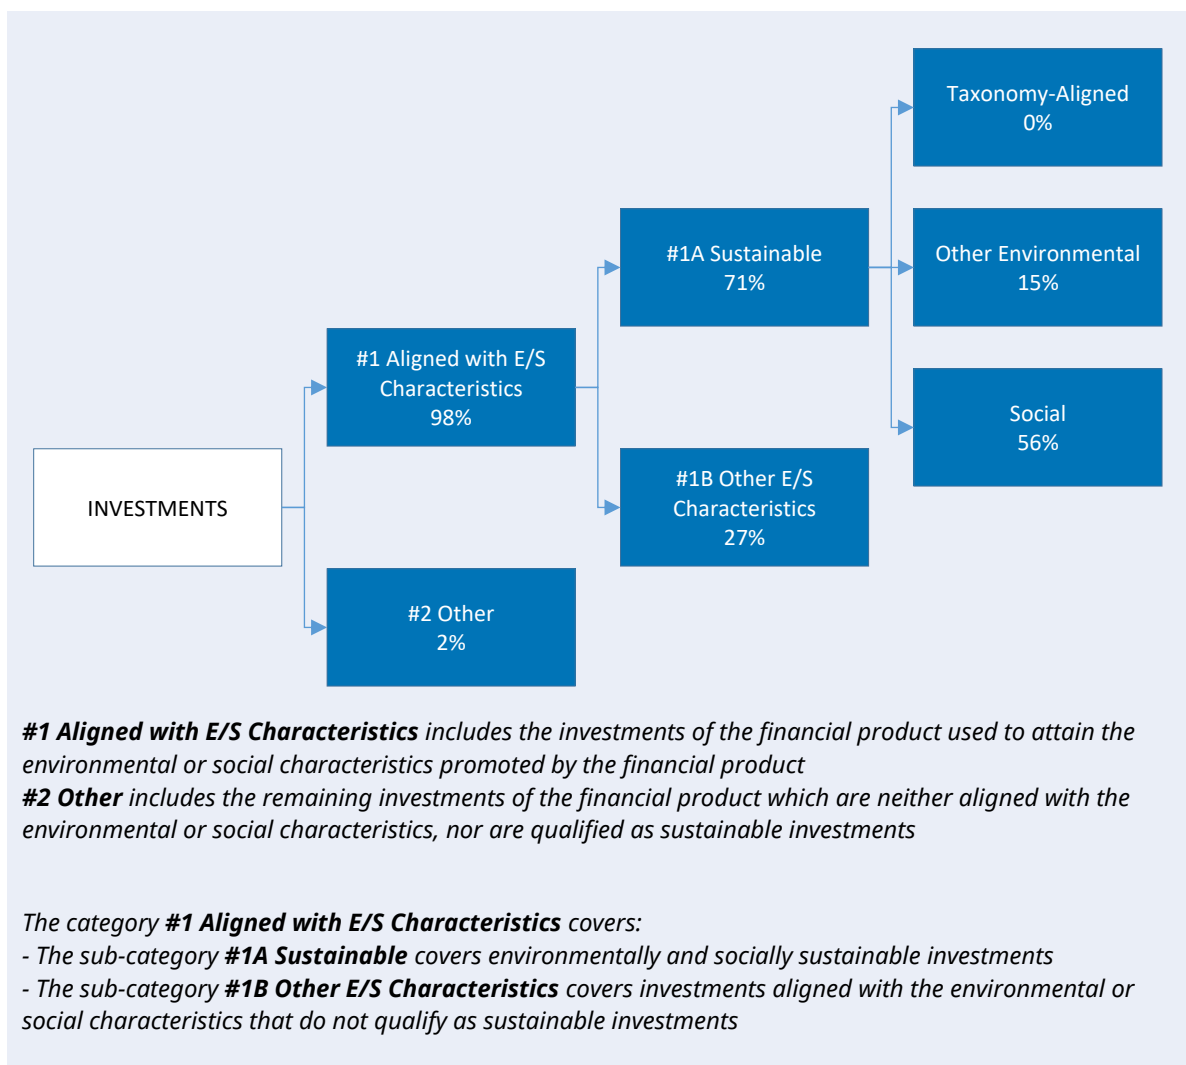 Taxonomy-Aligned
0%
#1A Sustainable
71%
Other Environmental
15%
#1 Aligned with E/S
Characteristics
98%
Social
56%
INVESTMENTS
#1B Other E/S
Characteristics
27%
#2 Other
2%
#1 Aligned with E/S Characteristics includes the investments of the financial product used to attain the
environmental or social characteristics promoted by the financial product
#2 Other includes the remaining investments of the financial product which are neither aligned with the
environmental or social characteristics, nor are qualified as sustainable investments
The category #1 Aligned with E/S Characteristics covers:
- The sub-category #1A Sustainable covers environmentally and socially sustainable investments
- The sub-category #1B Other E/S Characteristics covers investments aligned with the environmental or
social characteristics that do not qualify as sustainable investments